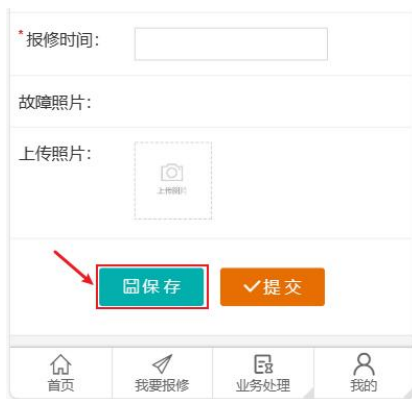 *报修时间:
故障照片:
上传照片:
上传照片
保存 提交
首页 我要报修 业务处理 我的